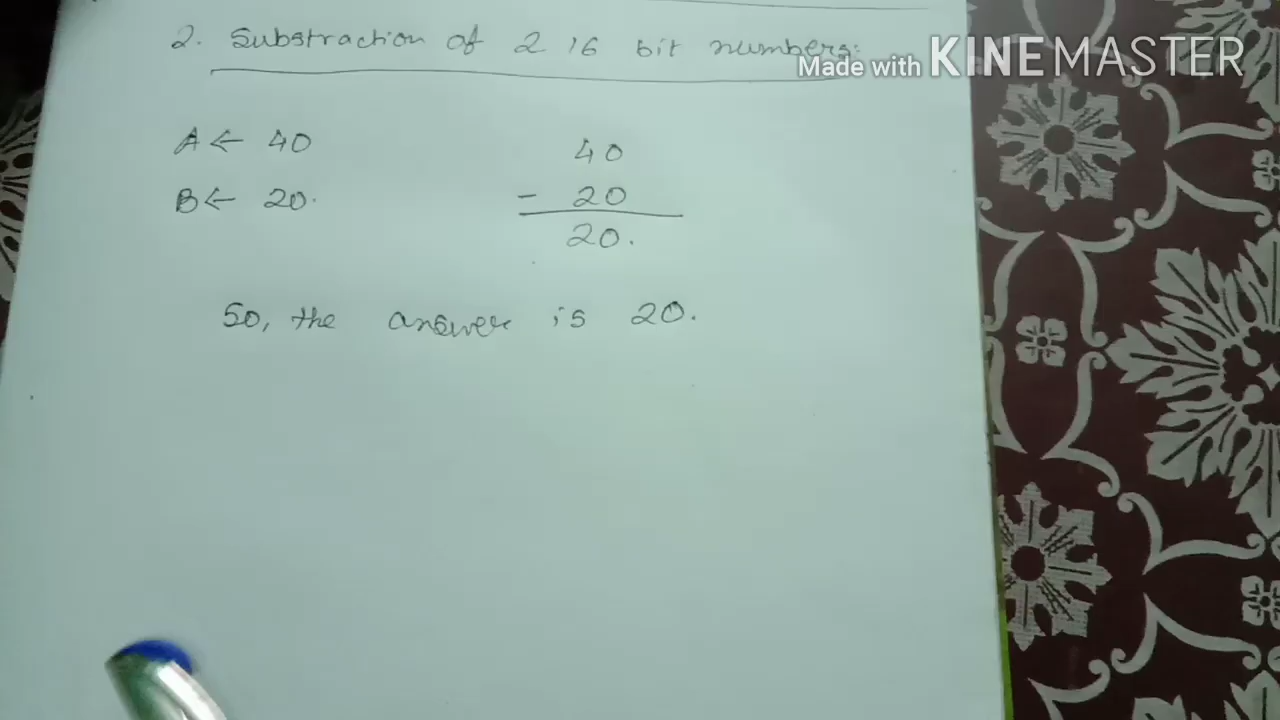 2. Substraction of 2 16 bit numbers:
Made with KINEMASTER
A ← 40
B ← 20.
40
- 20
20.
So, the answer is 20.